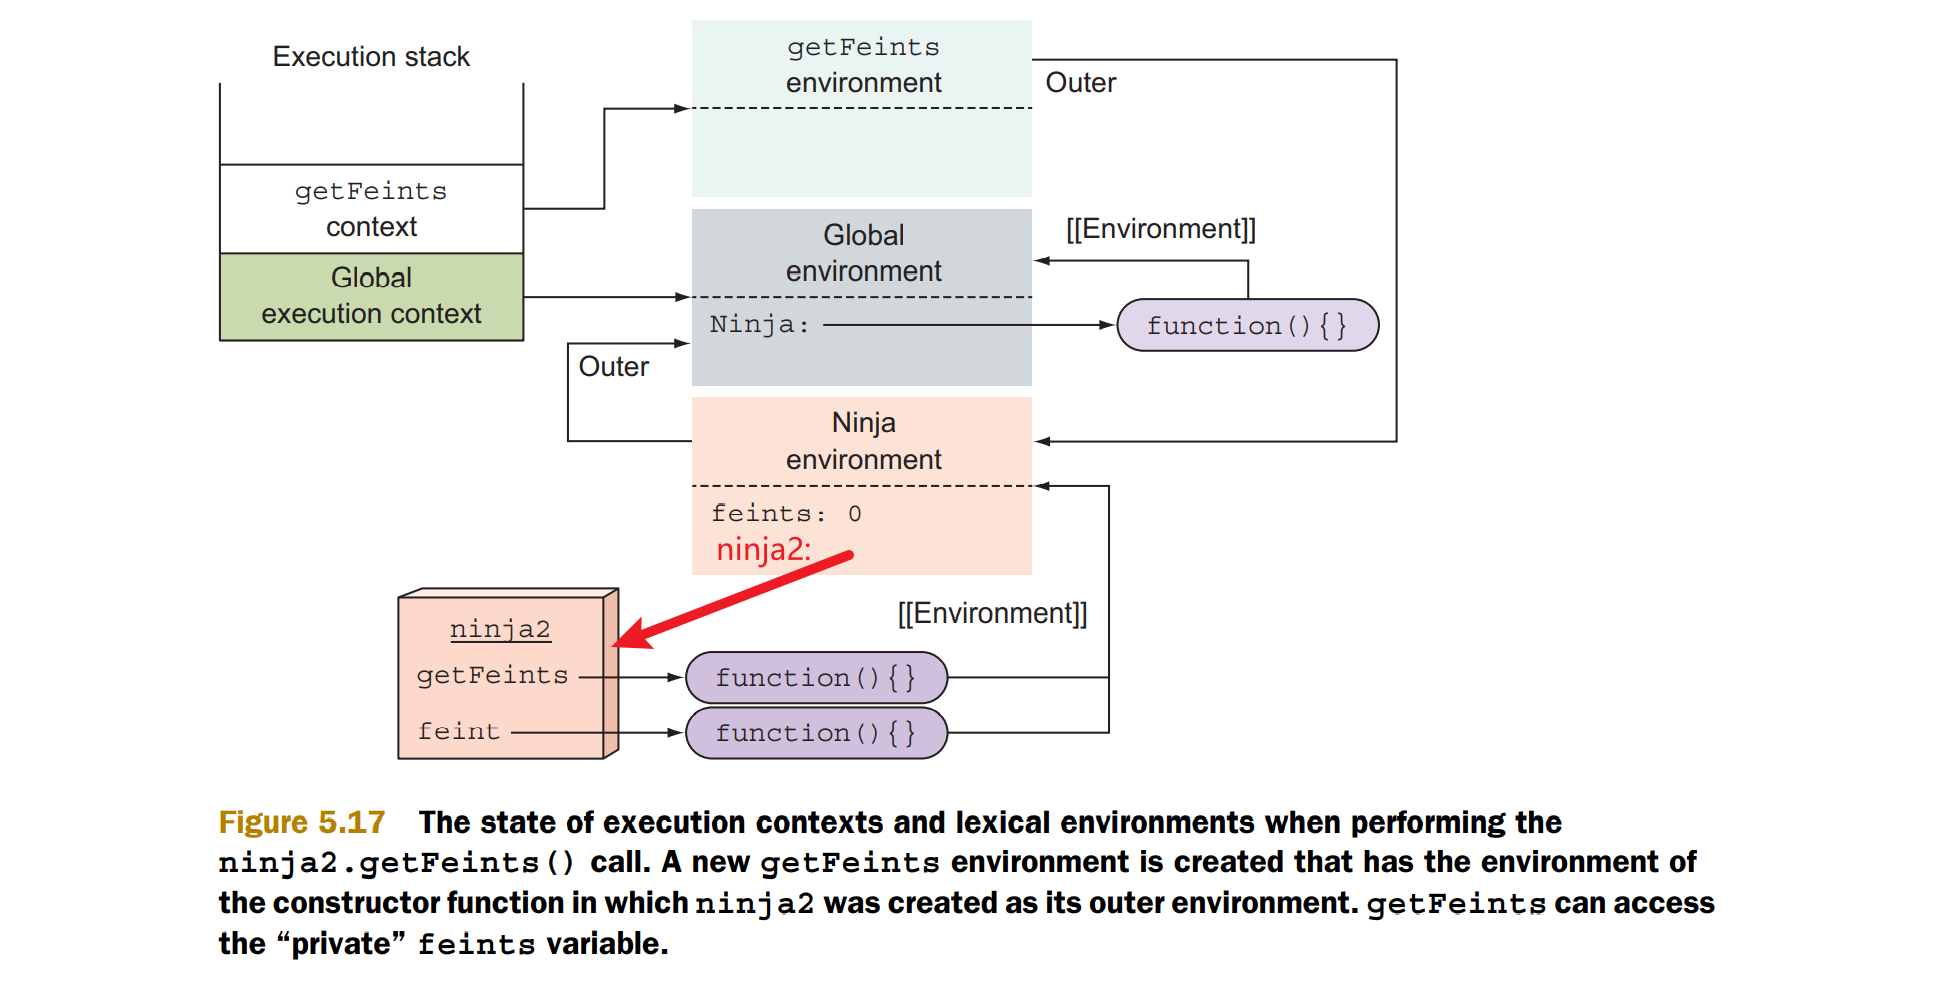 Execution stack
getFeints
context
Global
execution context
getFeints
environment
Outer
Global
environment
Ninja:
[[Environment]]
function(){}
Outer
Ninja
environment
feints: 0
ninja2:
[[Environment]]
ninja2
getFeints
feint
function(){}
function(){}
Figure 5.17 The state of execution contexts and lexical environments when performing the
ninja2.getFeints() call. A new getFeints environment is created that has the environment of
the constructor function in which ninja2 was created as its outer environment. getFeints can access
the “private” feints variable.